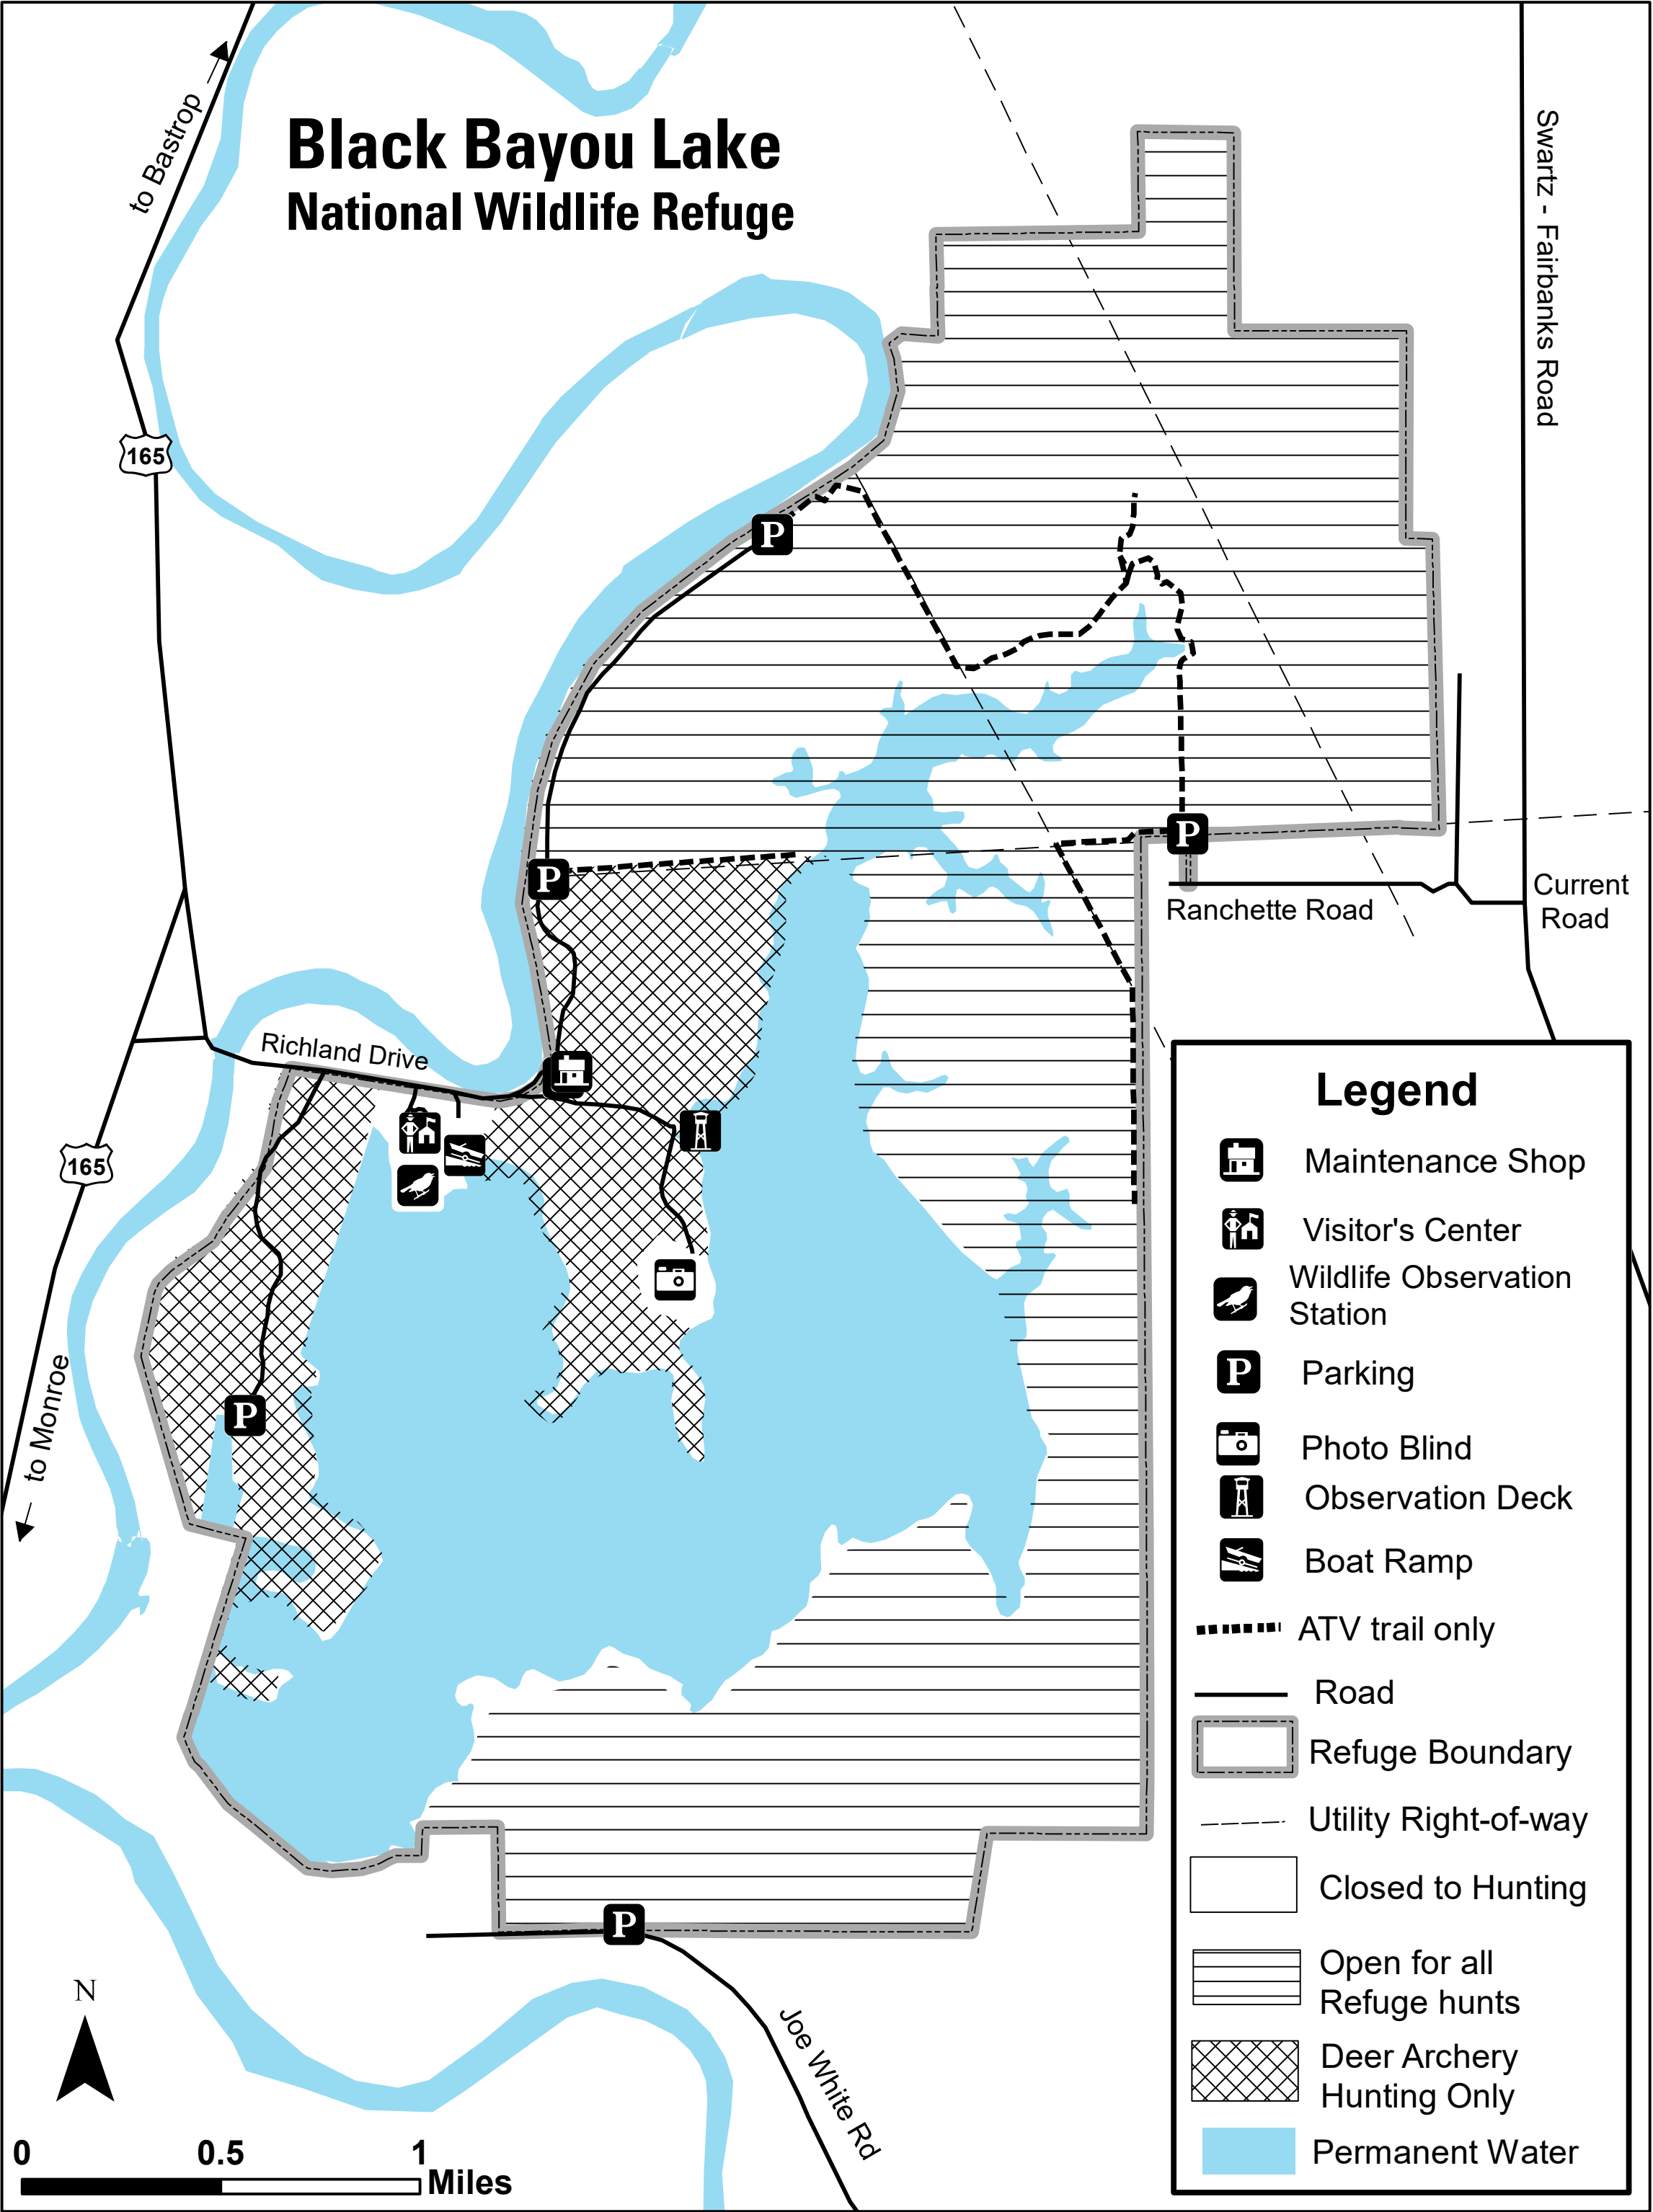 Black Bayou Lake
National Wildlife Refuge
to Bastrop
Swartz - Fairbanks Road
165
P
P
P
Ranchette Road
Current
Road
Richland Drive
165
to Monroe
P
P
Joe White Rd
N
0 0.5 1
Miles
Legend
Maintenance Shop
Visitor's Center
Wildlife Observation
Station
P Parking
Photo Blind
Observation Deck
Boat Ramp
ATV trail only
Road
Refuge Boundary
Utility Right-of-way
Closed to Hunting
Open for all
Refuge hunts
Deer Archery
Hunting Only
Permanent Water